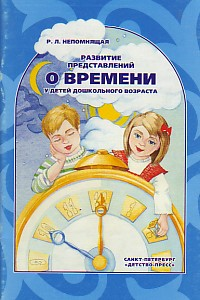 Р. Л. НЕПОМНЯЩАЯ
РАЗВИТИЕ
ПРЕДСТАВЛЕНИЙ
О ВРЕМЕНИ
У ДЕТЕЙ ДОШКОЛЬНОГО ВОЗРАСТА
САНКТ-ПЕТЕРБУРГ
«ДЕТСТВО-ПРЕСС»